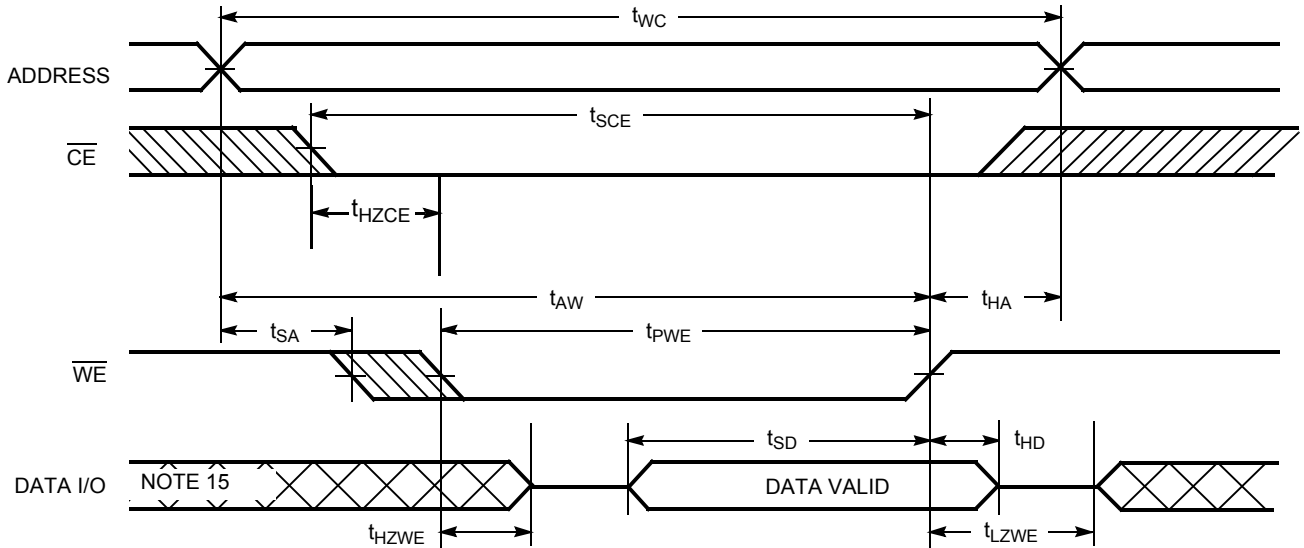 tWC
ADDRESS
tSCE
CE
tHZCE
tAW
tHA
tSA
tPWE
WE
tSD
tHD
DATA I/O
NOTE 15
DATA VALID
tHZWE
tLZWE